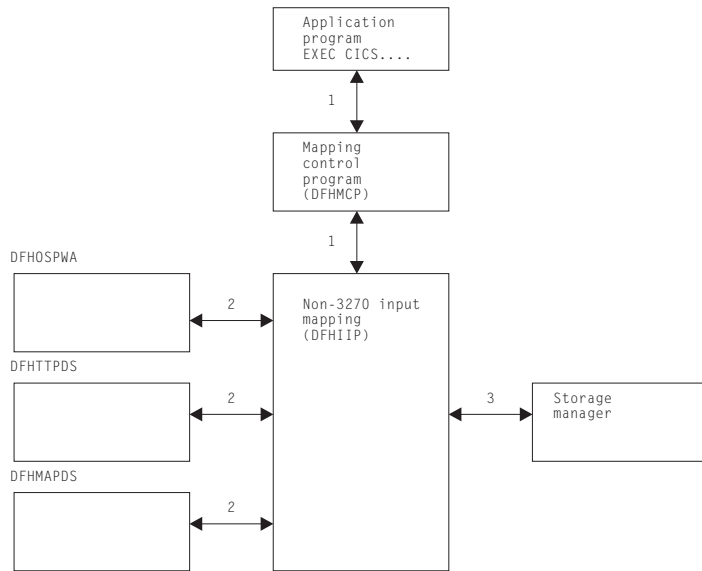 Application
program
EXEC CICS....
1
Mapping
control
program
(DFHMCP)
1
DFHOSPWA
2
Non-3270 input
mapping
(DFHIIP)
DFHTTPDS
2
3
Storage
manager
DFHMAPDS
2